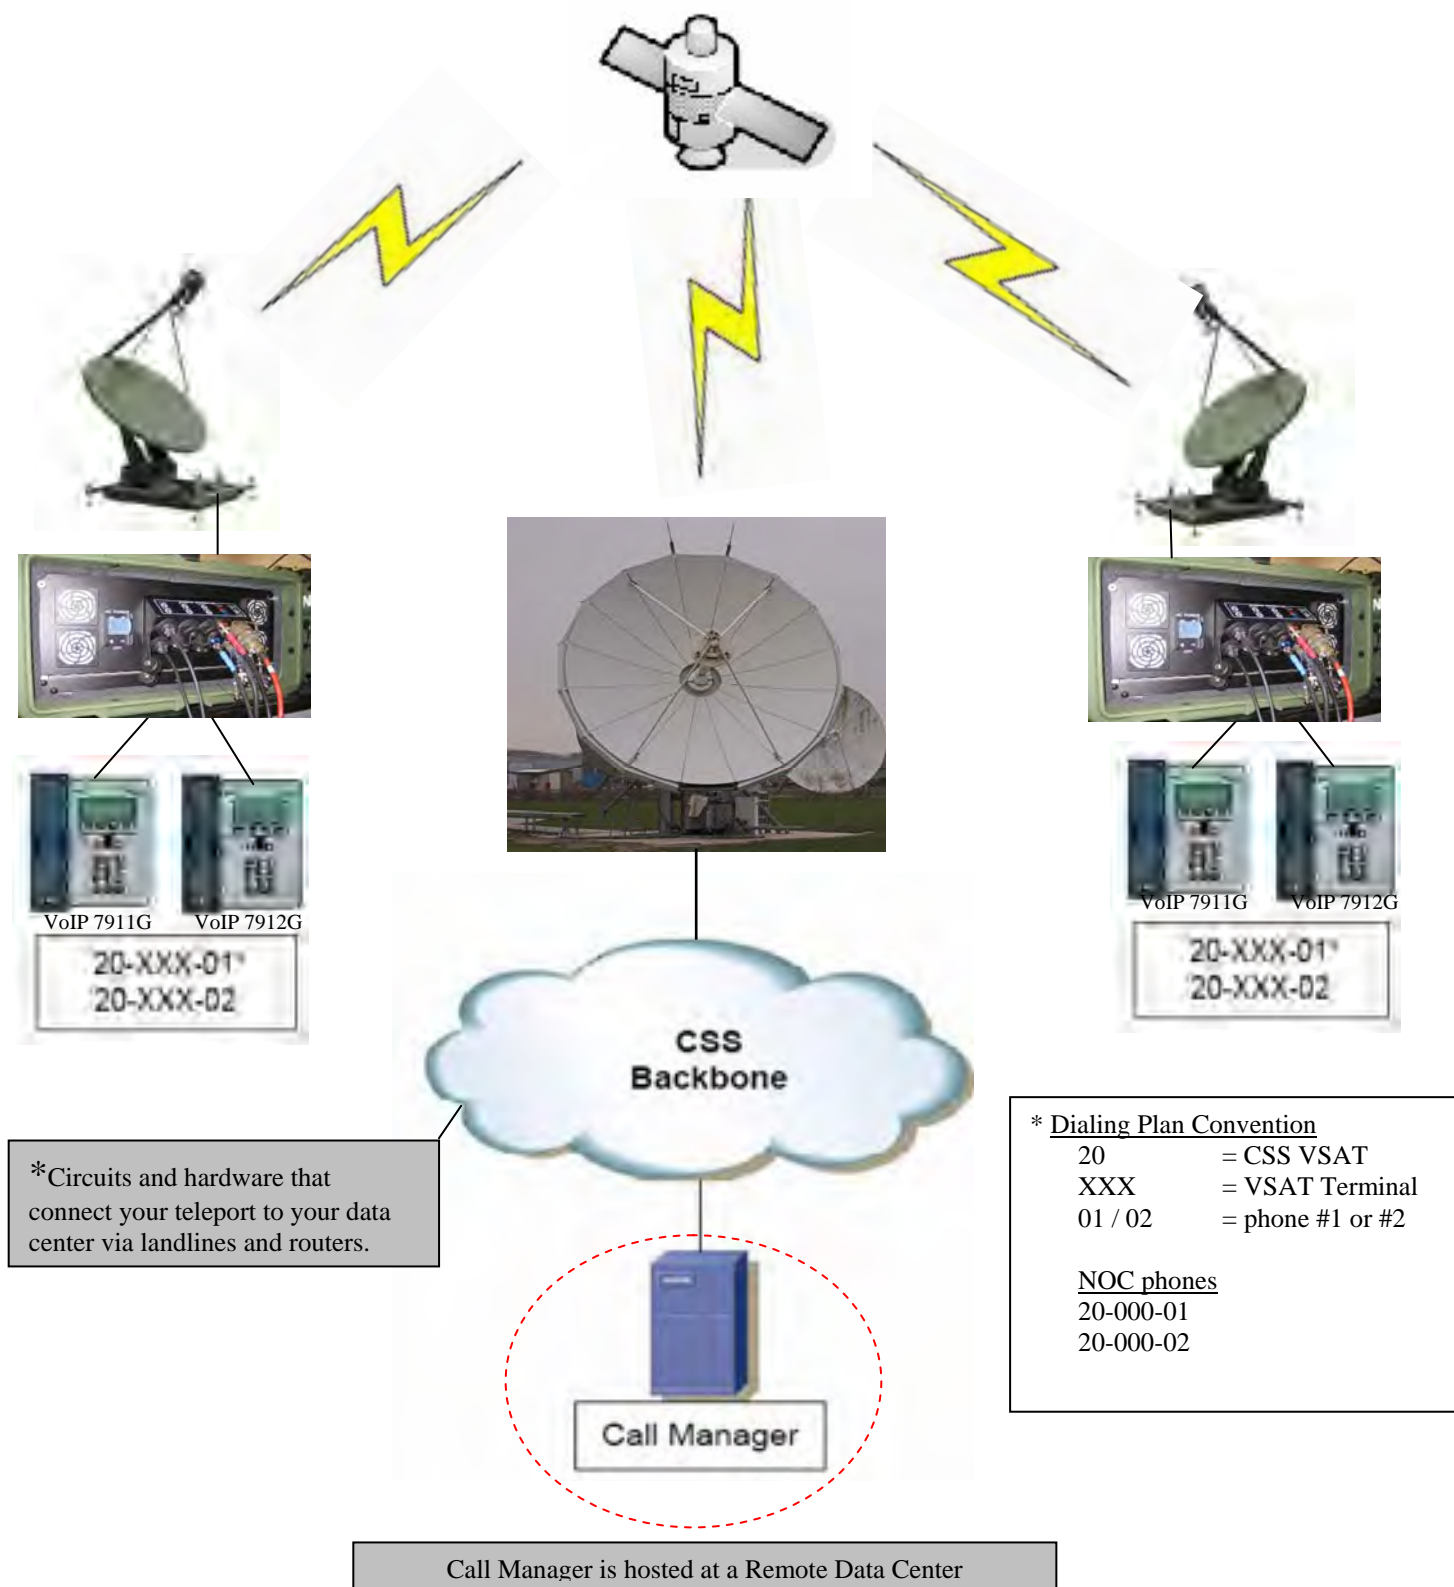 VoIP 7911G
VoIP 7912G
20-XXX-01*
20-XXX-02
VoIP 7911G
VoIP 7912G
20-XXX-01*
20-XXX-02
CSS
Backbone
*Circuits and hardware that
connect your teleport to your data
center via landlines and routers.
* Dialing Plan Convention
20 = CSS VSAT
XXX = VSAT Terminal
01 / 02 = phone #1 or #2
NOC phones
20-000-01
20-000-02
Call Manager
Call Manager is hosted at a Remote Data Center